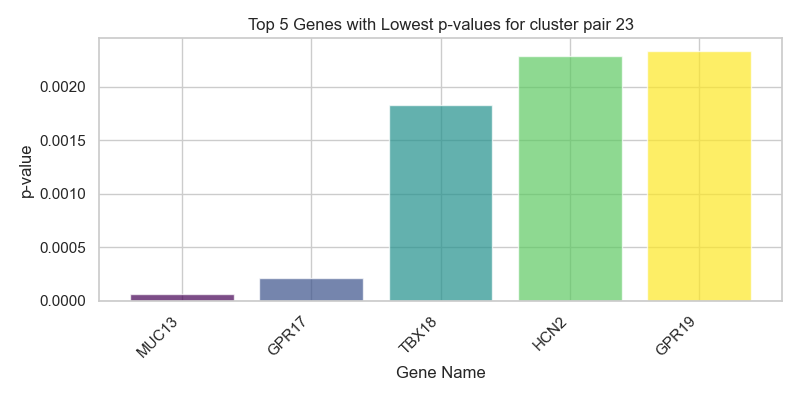 Top 5 Genes with Lowest p-values for cluster pair 23
p-value
0.0020
0.0015
0.0010
0.0005
0.0000
MUC13
GPR17
TBX18
HCN2
GPR19
Gene Name